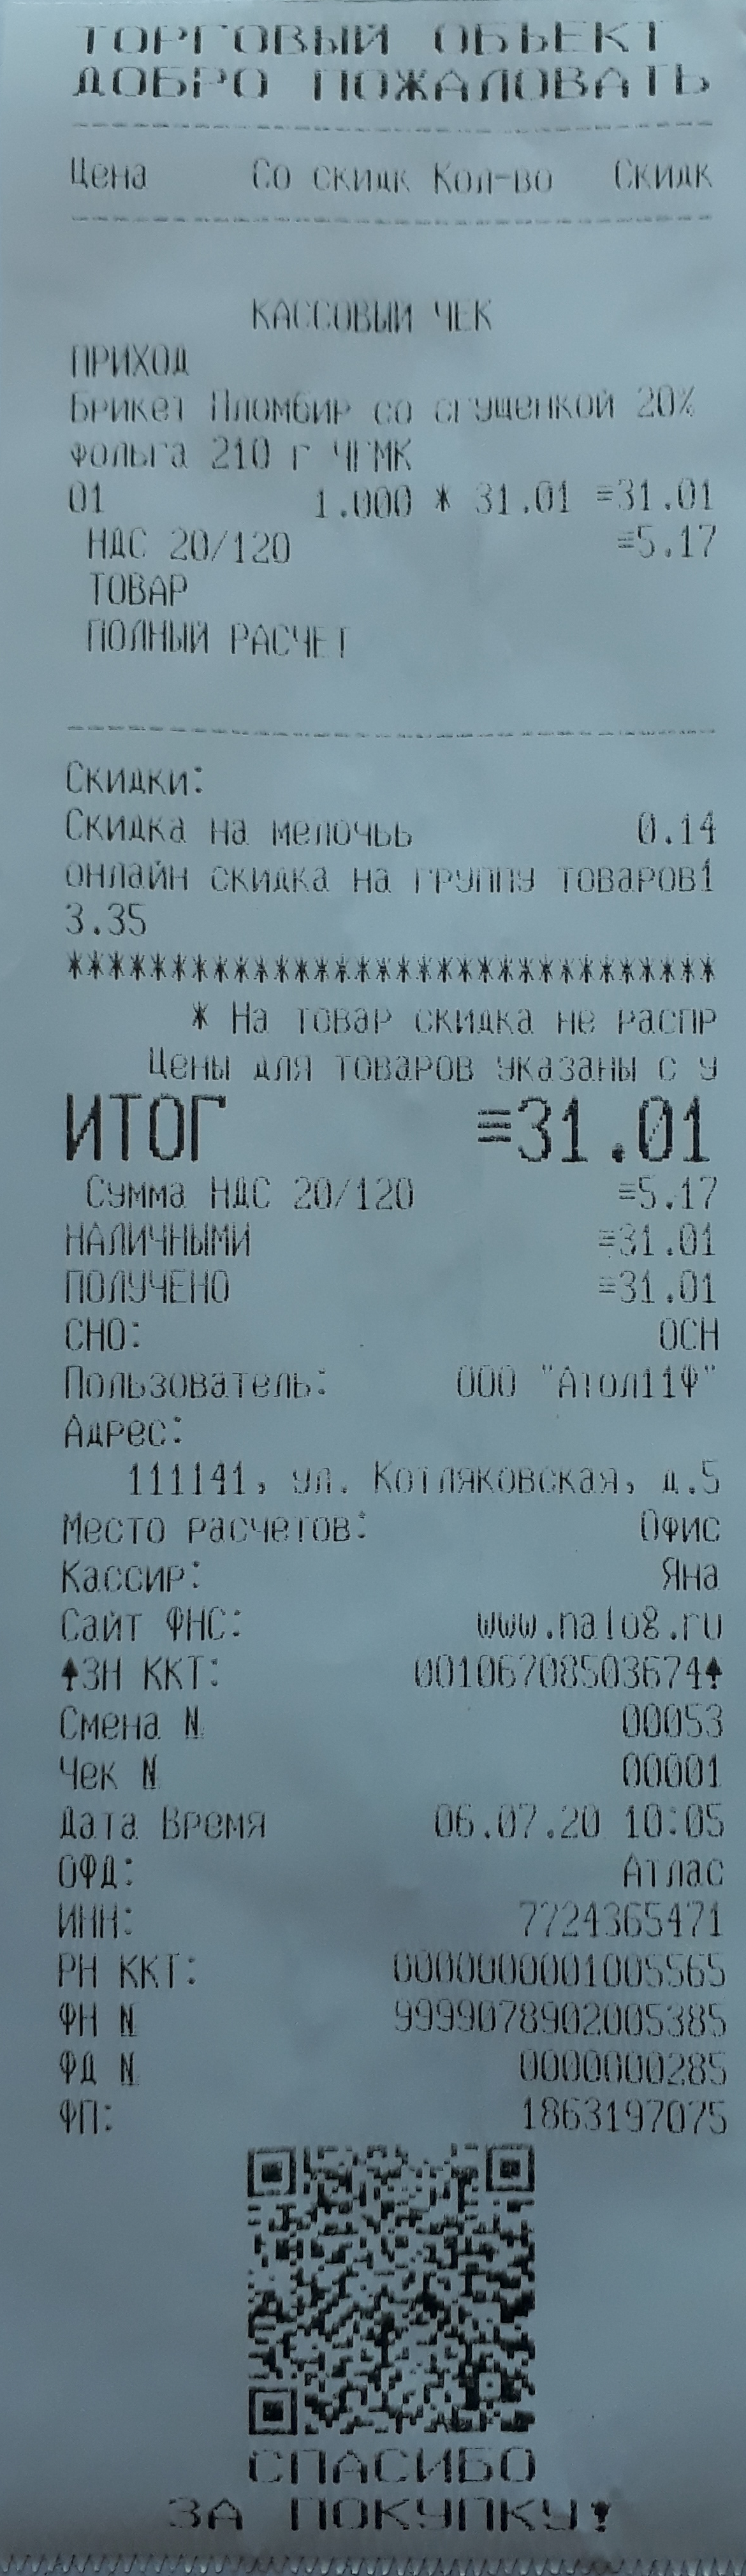 ТОРГОВЫЙ ОБЪЕКТ
ДОБРО ПОЖАЛОВАТЬ
Цена Со скидк Кол-во Скидк
КАССОВЫЙ ЧЕК
ПРИХОД
Брикет Пломбир со сгущенкой 20%
фольга 210 г ЧГМК
01 1.000 * 31.01 =31.01
НДС 20/120 =5.17
ТОВАР
ПОЛНЫЙ РАСЧЕТ
Скидки:
Скидка на мелочьь 0.14
онлайн скидка на группу товаров1
3.35
********************************
* На товар скидка не распр
Цены для товаров указаны с у
ИТОГ =31.01
Сумма НДС 20/120 =5.17
НАЛИЧНЫМИ =31.01
ПОЛУЧЕНО =31.01
СНО: ОСН
Пользователь: ООО "Атол11Ф"
Адрес:
111141, ул. Котляковская, д.5
Место расчетов: Офис
Кассир: Яна
Сайт ФНС: www.nalog.ru
ЗН ККТ: 00106708503674
Смена N 00053
Чек N 00001
Дата Время 06.07.20 10:05
ОФД: Атлас
ИНН: 7724365471
РН ККТ: 0000000001005565
ФН N 9999078902005385
ФД N 0000000285
ФП: 1863197075
СПАСИБО
ЗА ПОКУПКУ!